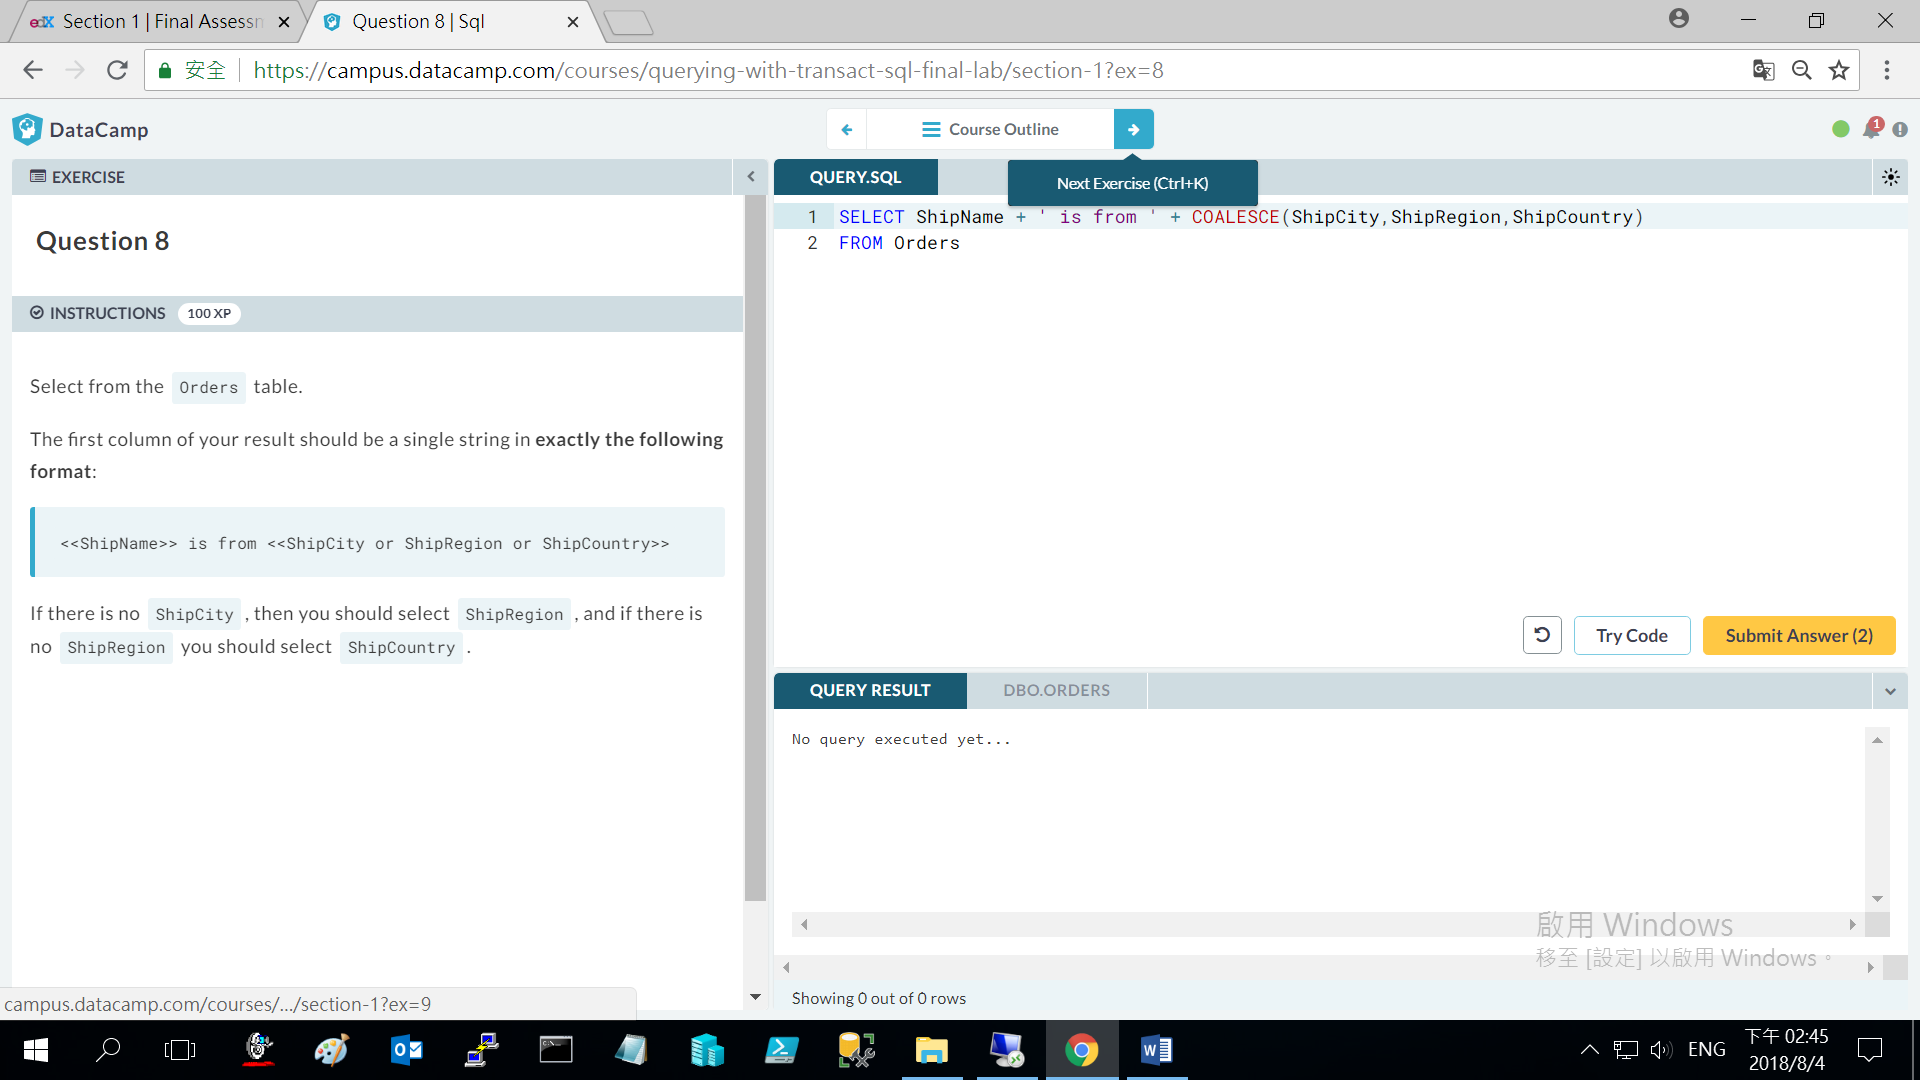 edX Section 1 | Final Assessm
Question 8 | Sql
安全 https://campus.datacamp.com/courses/querying-with-transact-sql-final-lab/section-1?ex=8
DataCamp
Course Outline
1
EXERCISE
QUERY.SQL
Next Exercise (Ctrl+K)
Question 8
INSTRUCTIONS 100 XP
Select from the Orders table.
The first column of your result should be a single string in exactly the following
format:
<<ShipName>> is from <<ShipCity or ShipRegion or ShipCountry>>
If there is no ShipCity , then you should select ShipRegion , and if there is
no ShipRegion you should select ShipCountry .
1 SELECT ShipName + ' is from ' + COALESCE(ShipCity,ShipRegion,ShipCountry)
2 FROM Orders
Try Code
Submit Answer (2)
QUERY RESULT
DBO.ORDERS
No query executed yet...
啟用 Windows
移至 [設定] 以啟用 Windows。
Showing 0 out of 0 rows
campus.datacamp.com/courses/.../section-1?ex=9
ENG
下午 02:45
2018/8/4